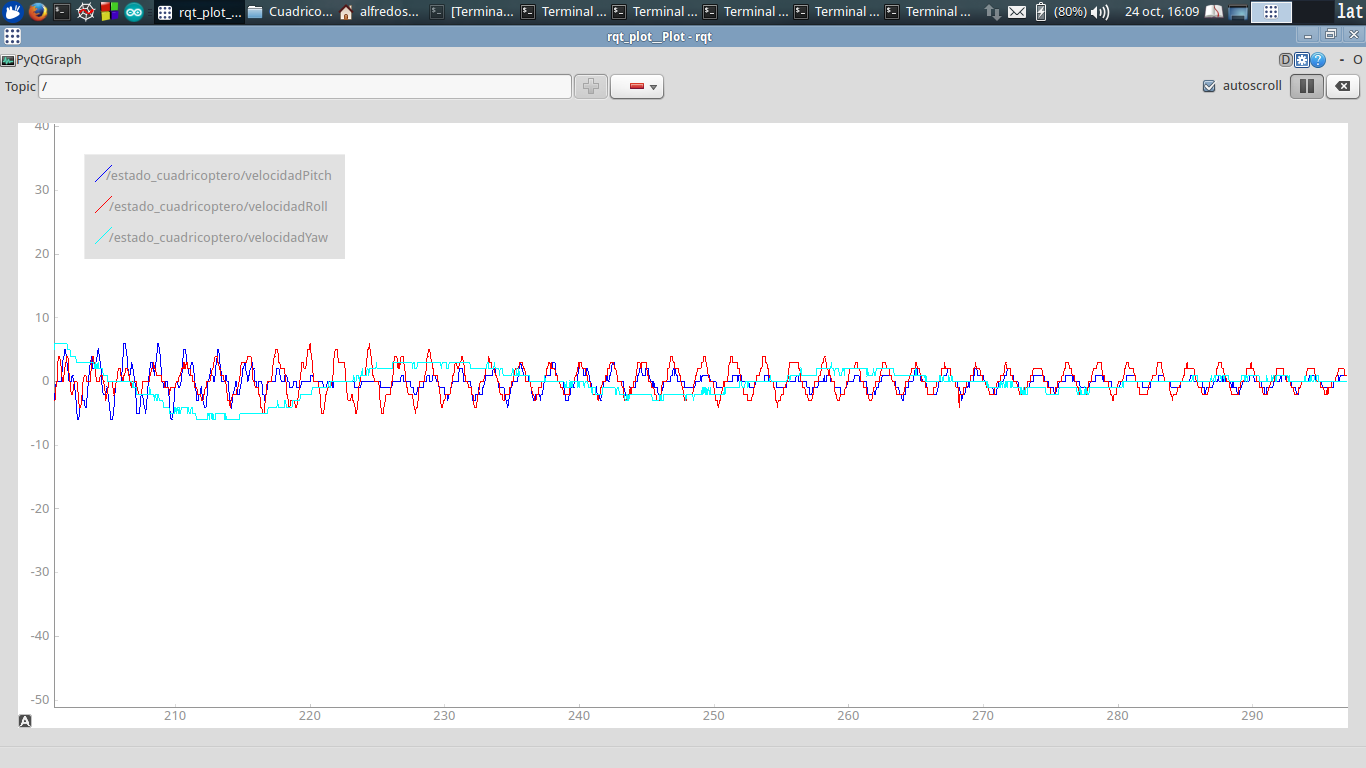 rqt_plot_... Cuadrico... alfredos... [Termina... Terminal ... Terminal ... Terminal ... Terminal ... Terminal ... (80%) 24 oct, 16:09 lat
rqt_plot__Plot - rqt
PyQtGraph D ? - O
Topic / autoscroll
40
/estado_cuadricoptero/velocidadPitch
30
/estado_cuadricoptero/velocidadRoll
/estado_cuadricoptero/velocidadYaw
20
10
0
-10
-20
-30
-40
-50
A
210 220 230 240 250 260 270 280 290